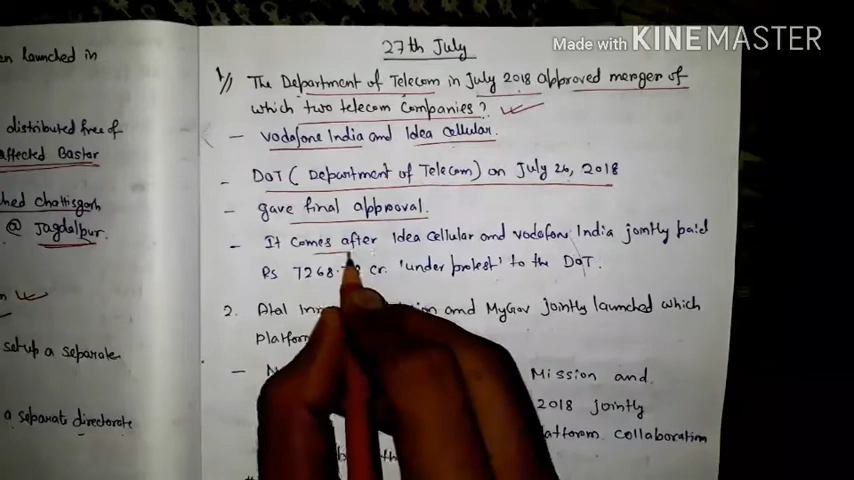 Made with KINEMASTER
en launched in
distributed free of
affected Bastar
ched chattisgarh
@ Jagdalpur.
setup a separate
a separate directorate
27th July
1) The Department of Telecom in July 2018 approved merger of
which two telecom Companies?
- Vodafone India and Idea Cellular.
- DOT ( Department of Telecom) on July 26, 2018
- gave final approval.
- It comes after Idea cellular and vodafone India jointly paid
Rs 7268. cr. 'under protest' to the DoT.
2. Atal and MyGov jointly launched which
Platform
- Mission and
2018 jointly
Platform collaboration